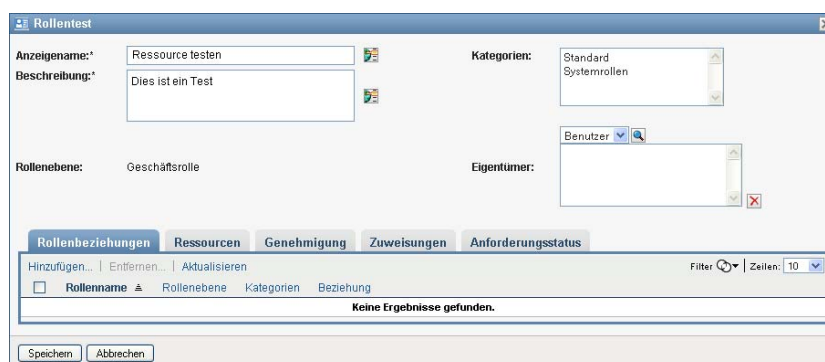 Rollentest
Anzeigename:* Ressource testen Kategorien: Standard
Systemrollen
Beschreibung:* Dies ist ein Test
Benutzer
Rollenebene: Geschäftsrolle Eigentümer:
Rollenbeziehungen Ressourcen Genehmigung Zuweisungen Anforderungsstatus
Hinzufügen... | Entfernen... | Aktualisieren Filter Zeilen: 10
Rollenname Rollenebene Kategorien Beziehung
Keine Ergebnisse gefunden.
Speichern Abbrechen